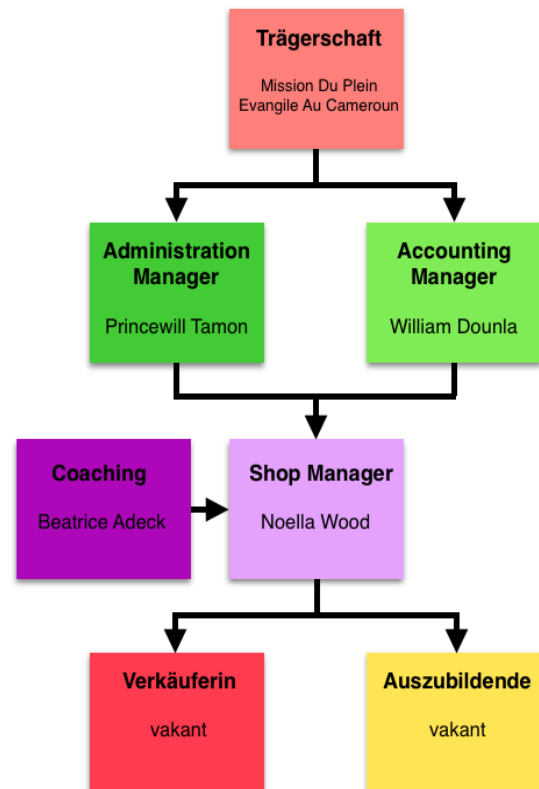 Trägerschaft
Mission Du Plein
Evangile Au Cameroun
Administration
Manager
Princewill Tamon
Accounting
Manager
William Dounla
Coaching
Beatrice Adeck
Shop Manager
Noella Wood
Verkäuferin
vakant
Auszubildende
vakant